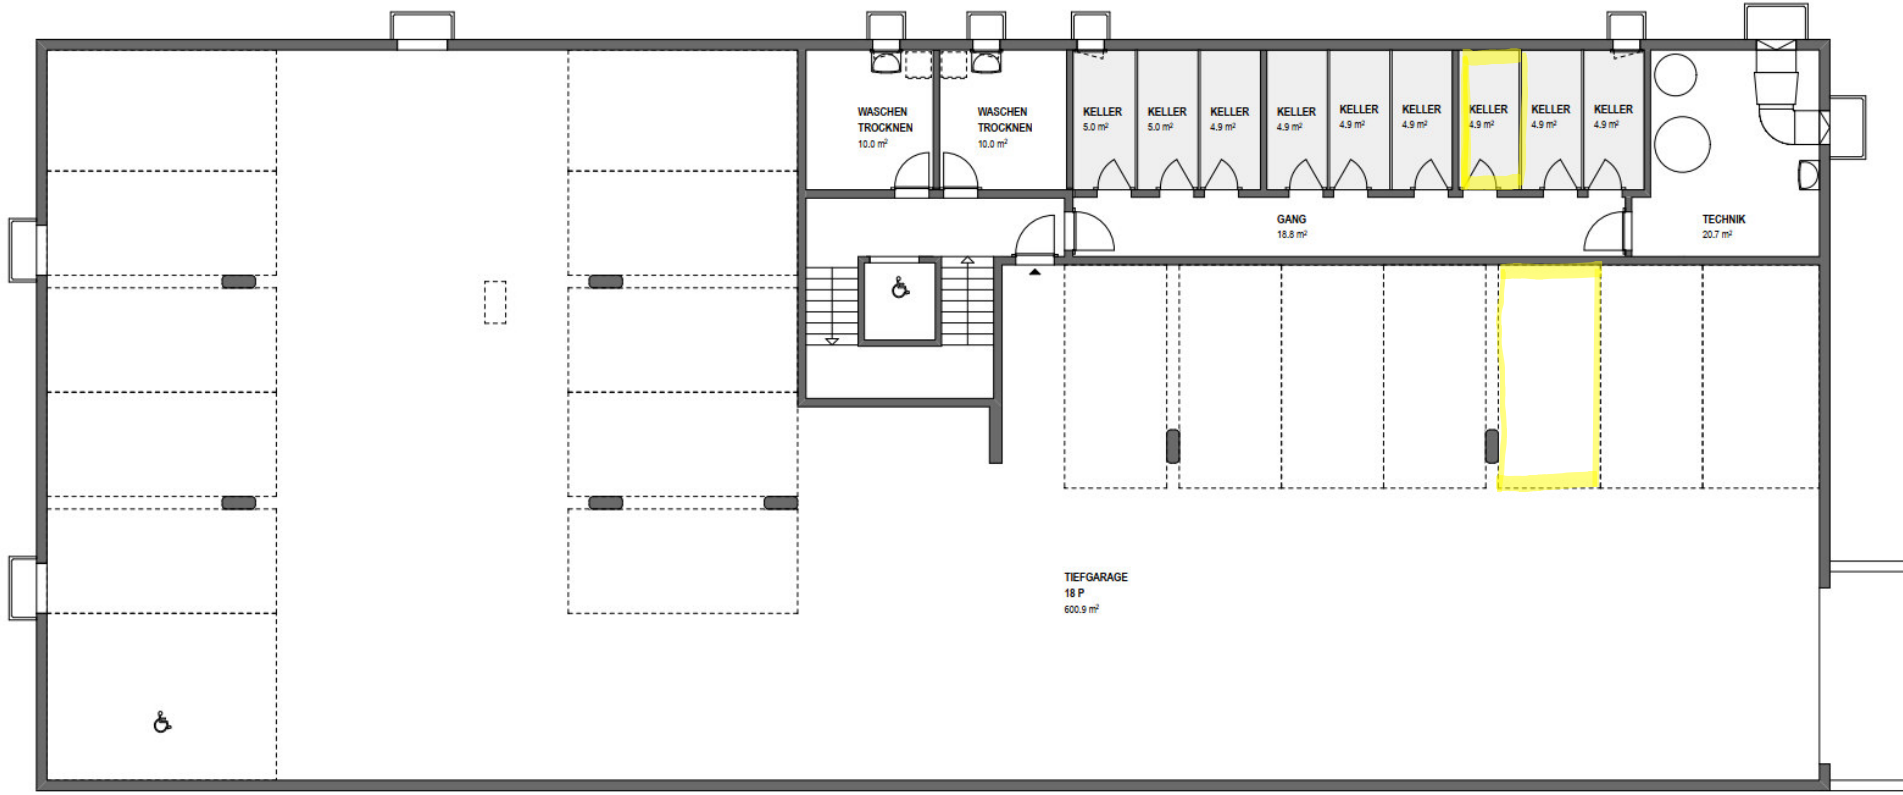 WASCHEN
TROCKNEN
10.0 m²
WASCHEN
TROCKNEN
10.0 m²
KELLER
5.0 m²
KELLER
5.0 m²
KELLER
4.9 m²
KELLER
4.9 m²
KELLER
4.9 m²
KELLER
4.9 m²
KELLER
4.9 m²
KELLER
4.9 m²
KELLER
4.9 m²
GANG
18.8 m²
TECHNIK
20.7 m²
TIEFGARAGE
18 P
600.9 m²